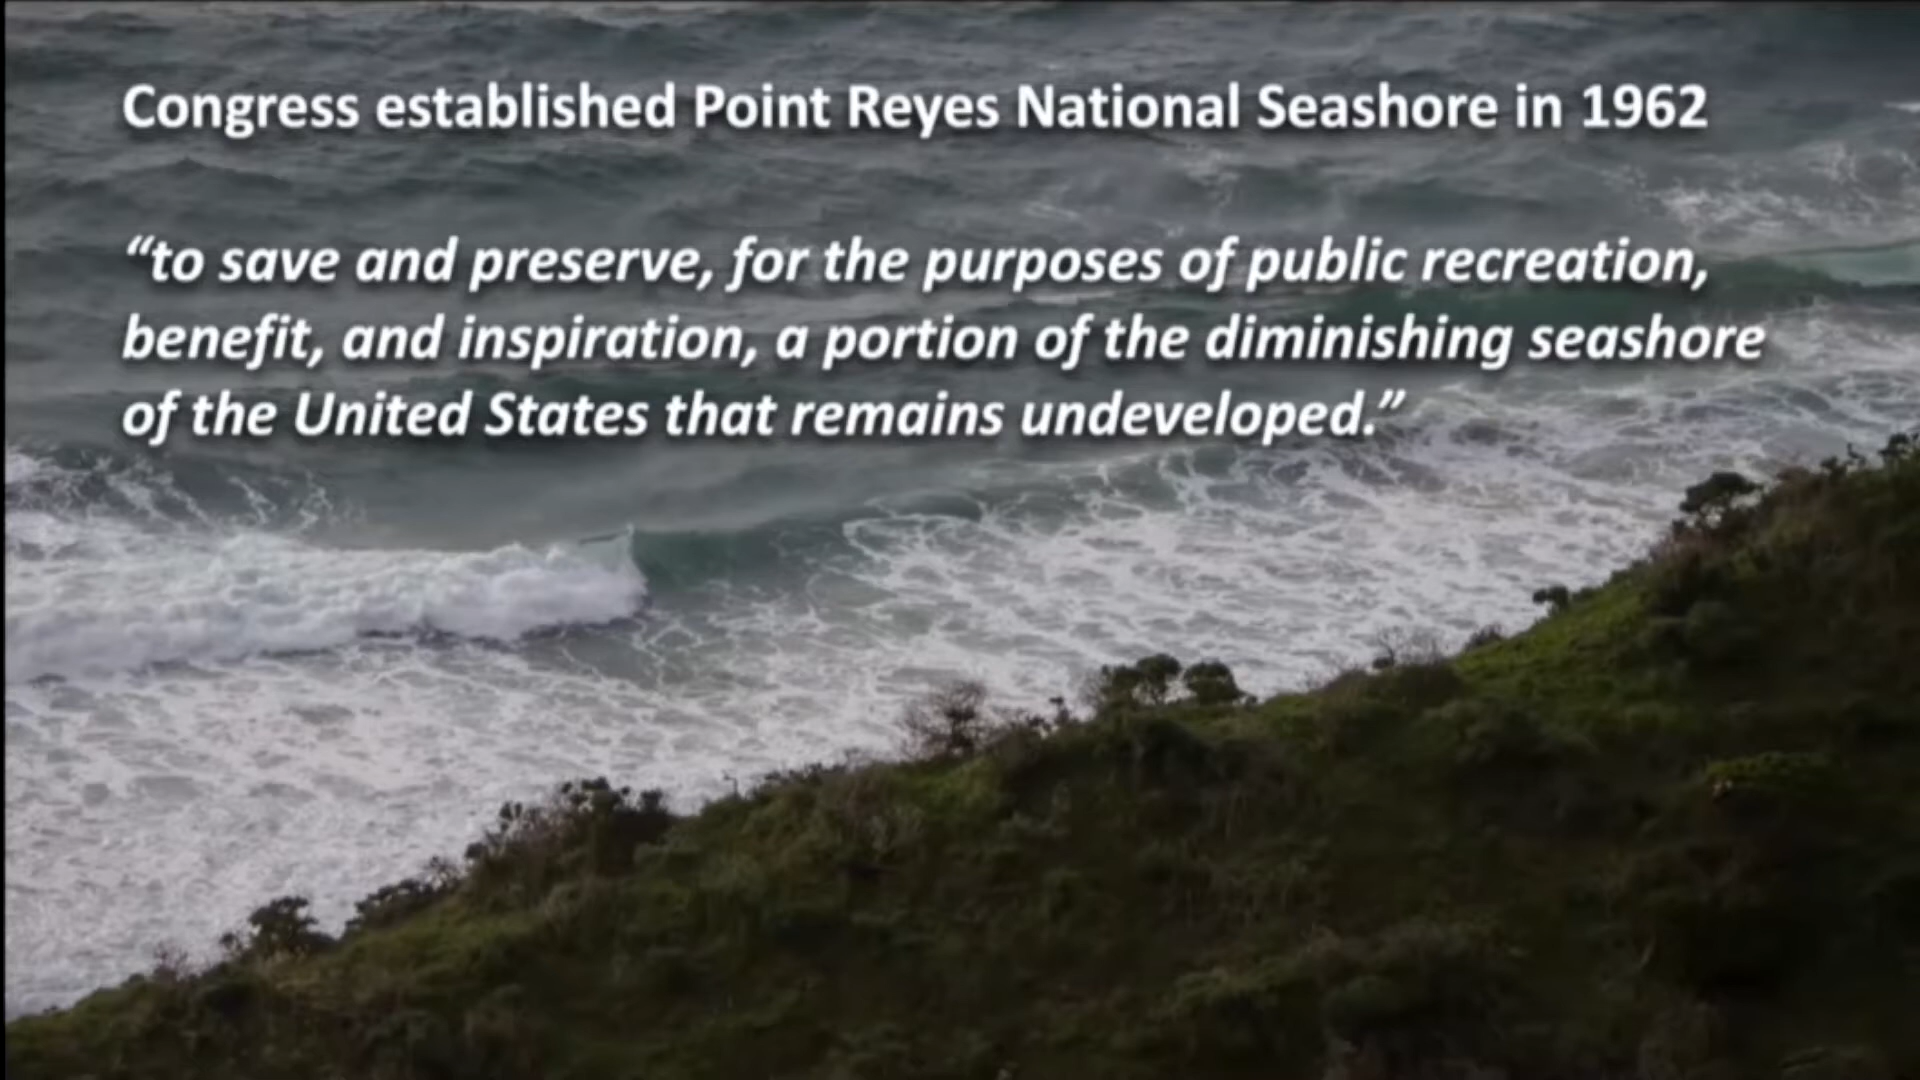 Congress established Point Reyes National Seashore in 1962
“to save and preserve, for the purposes of public recreation,
benefit, and inspiration, a portion of the diminishing seashore
of the United States that remains undeveloped.”